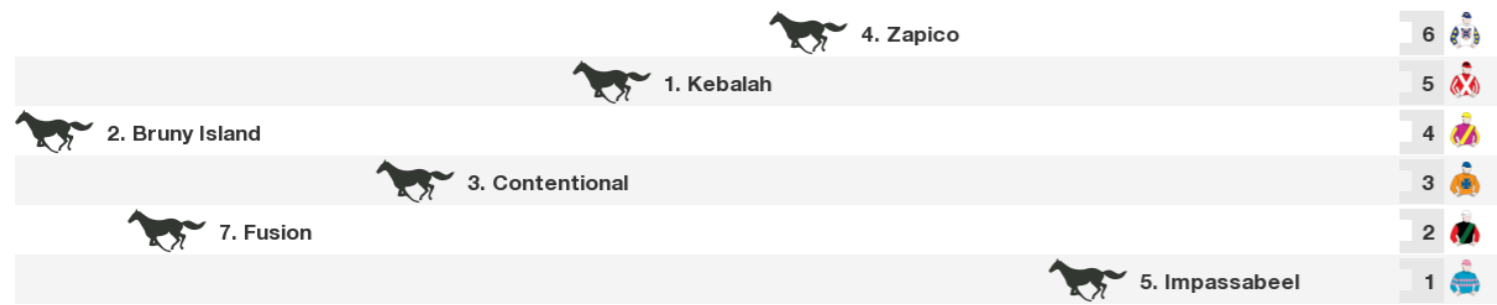 4. Zapico 6
1. Kebalah 5
2. Bruny Island 4
3. Contentional 3
7. Fusion 2
5. Impassabeel 1